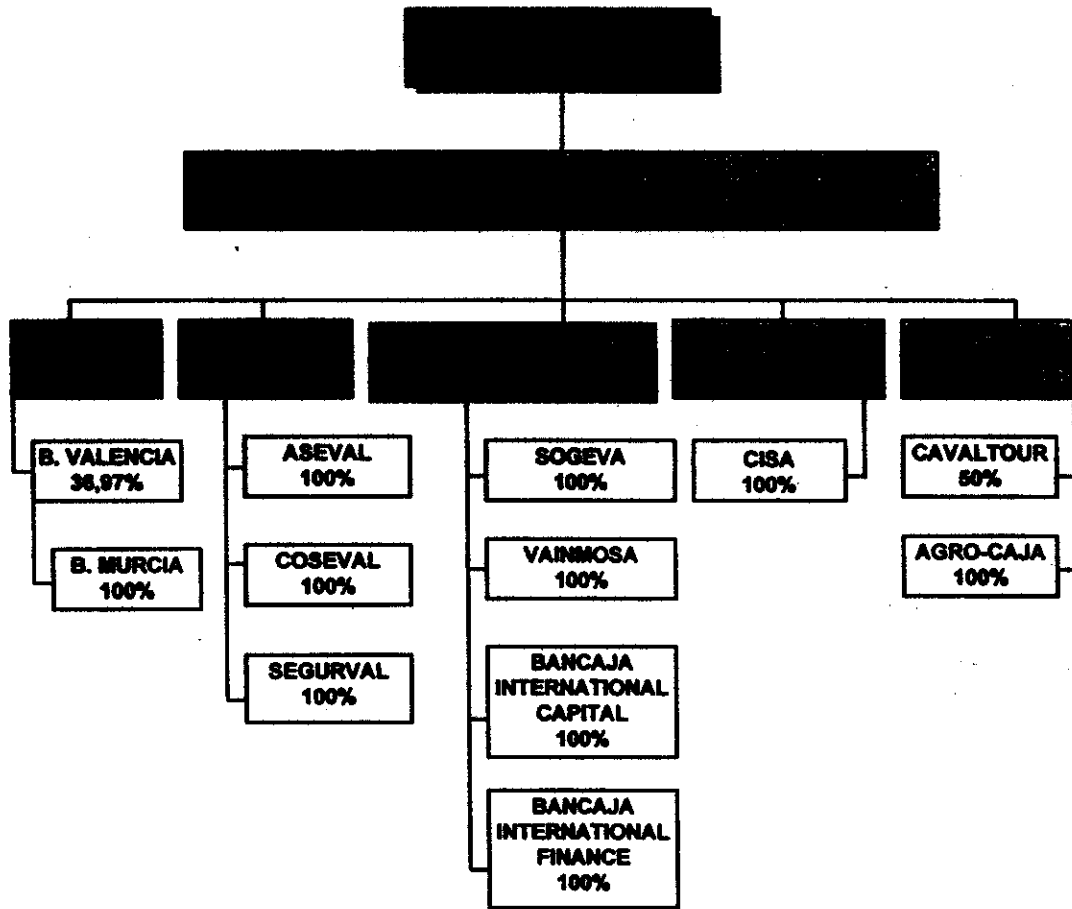 B. VALENCIA
36,97%
B. MURCIA
100%
ASEVAL
100%
COSEVAL
100%
SEGURVAL
100%
SOGEVA
100%
VAINMOSA
100%
BANCAJA
INTERNATIONAL
CAPITAL
100%
BANCAJA
INTERNATIONAL
FINANCE
100%
CISA
100%
CAVALTOUR
50%
AGRO-CAJA
100%